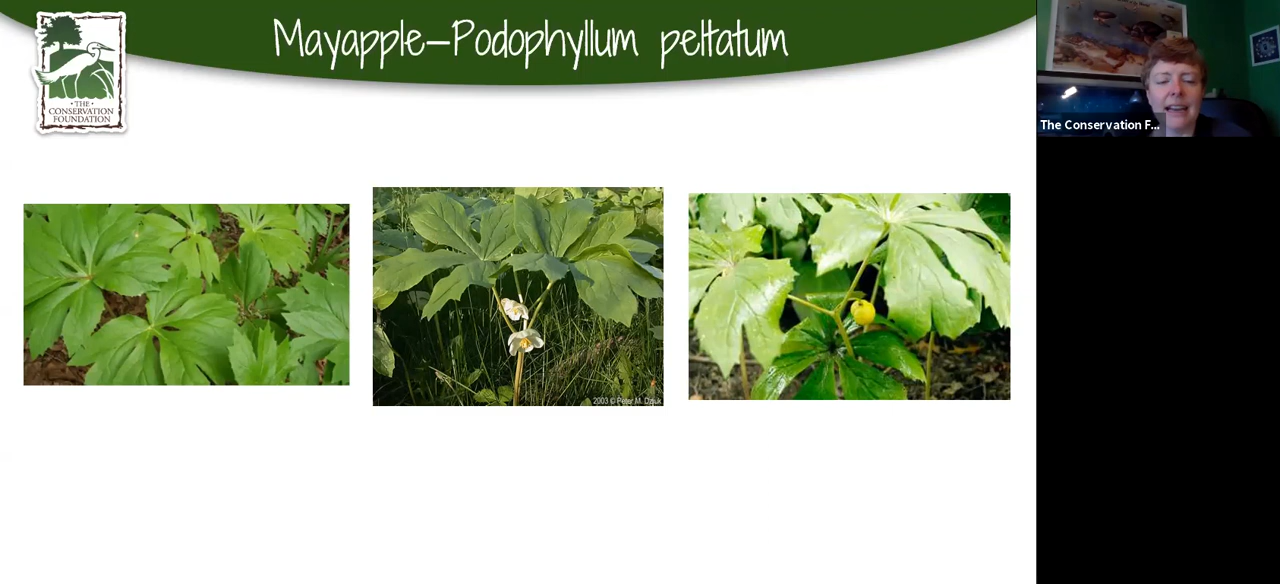 Mayapple–Podophyllum peltatum
• THE •
CONSERVATION
FOUNDATION
The Conservation F...
2003 © Peter M. Dziuk